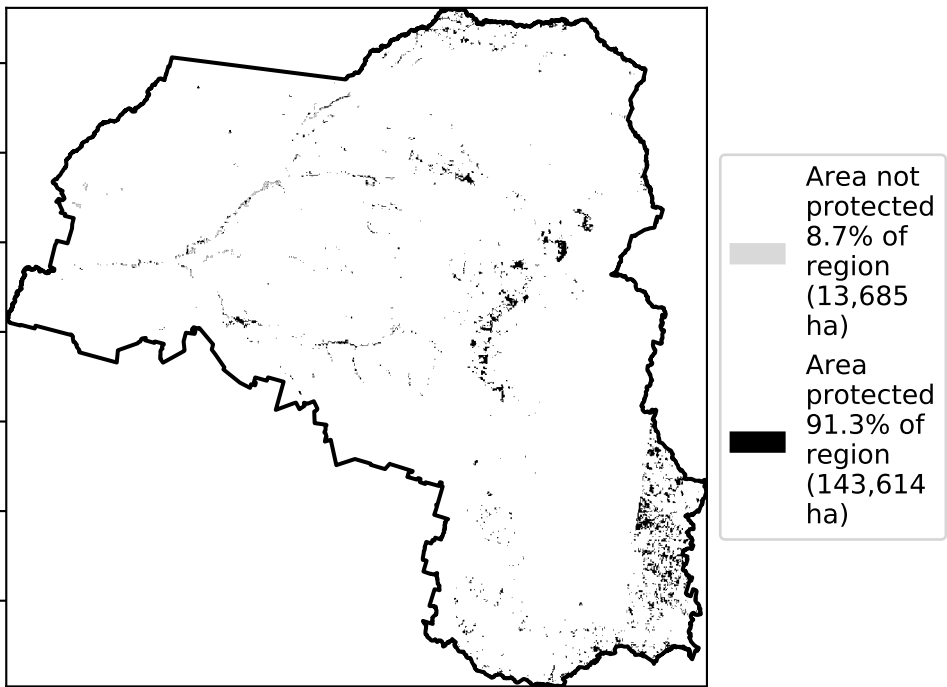 Area not
protected
8.7% of
region
(13,685
ha)
Area
protected
91.3% of
region
(143,614
ha)